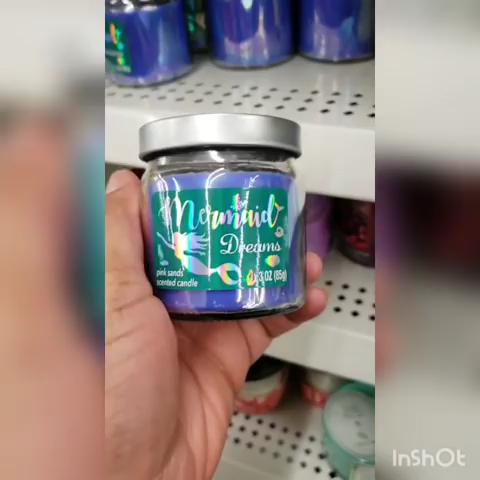 Mermaid
Dreams
pink sands
scented candle
3 OZ (85g)
InShOt